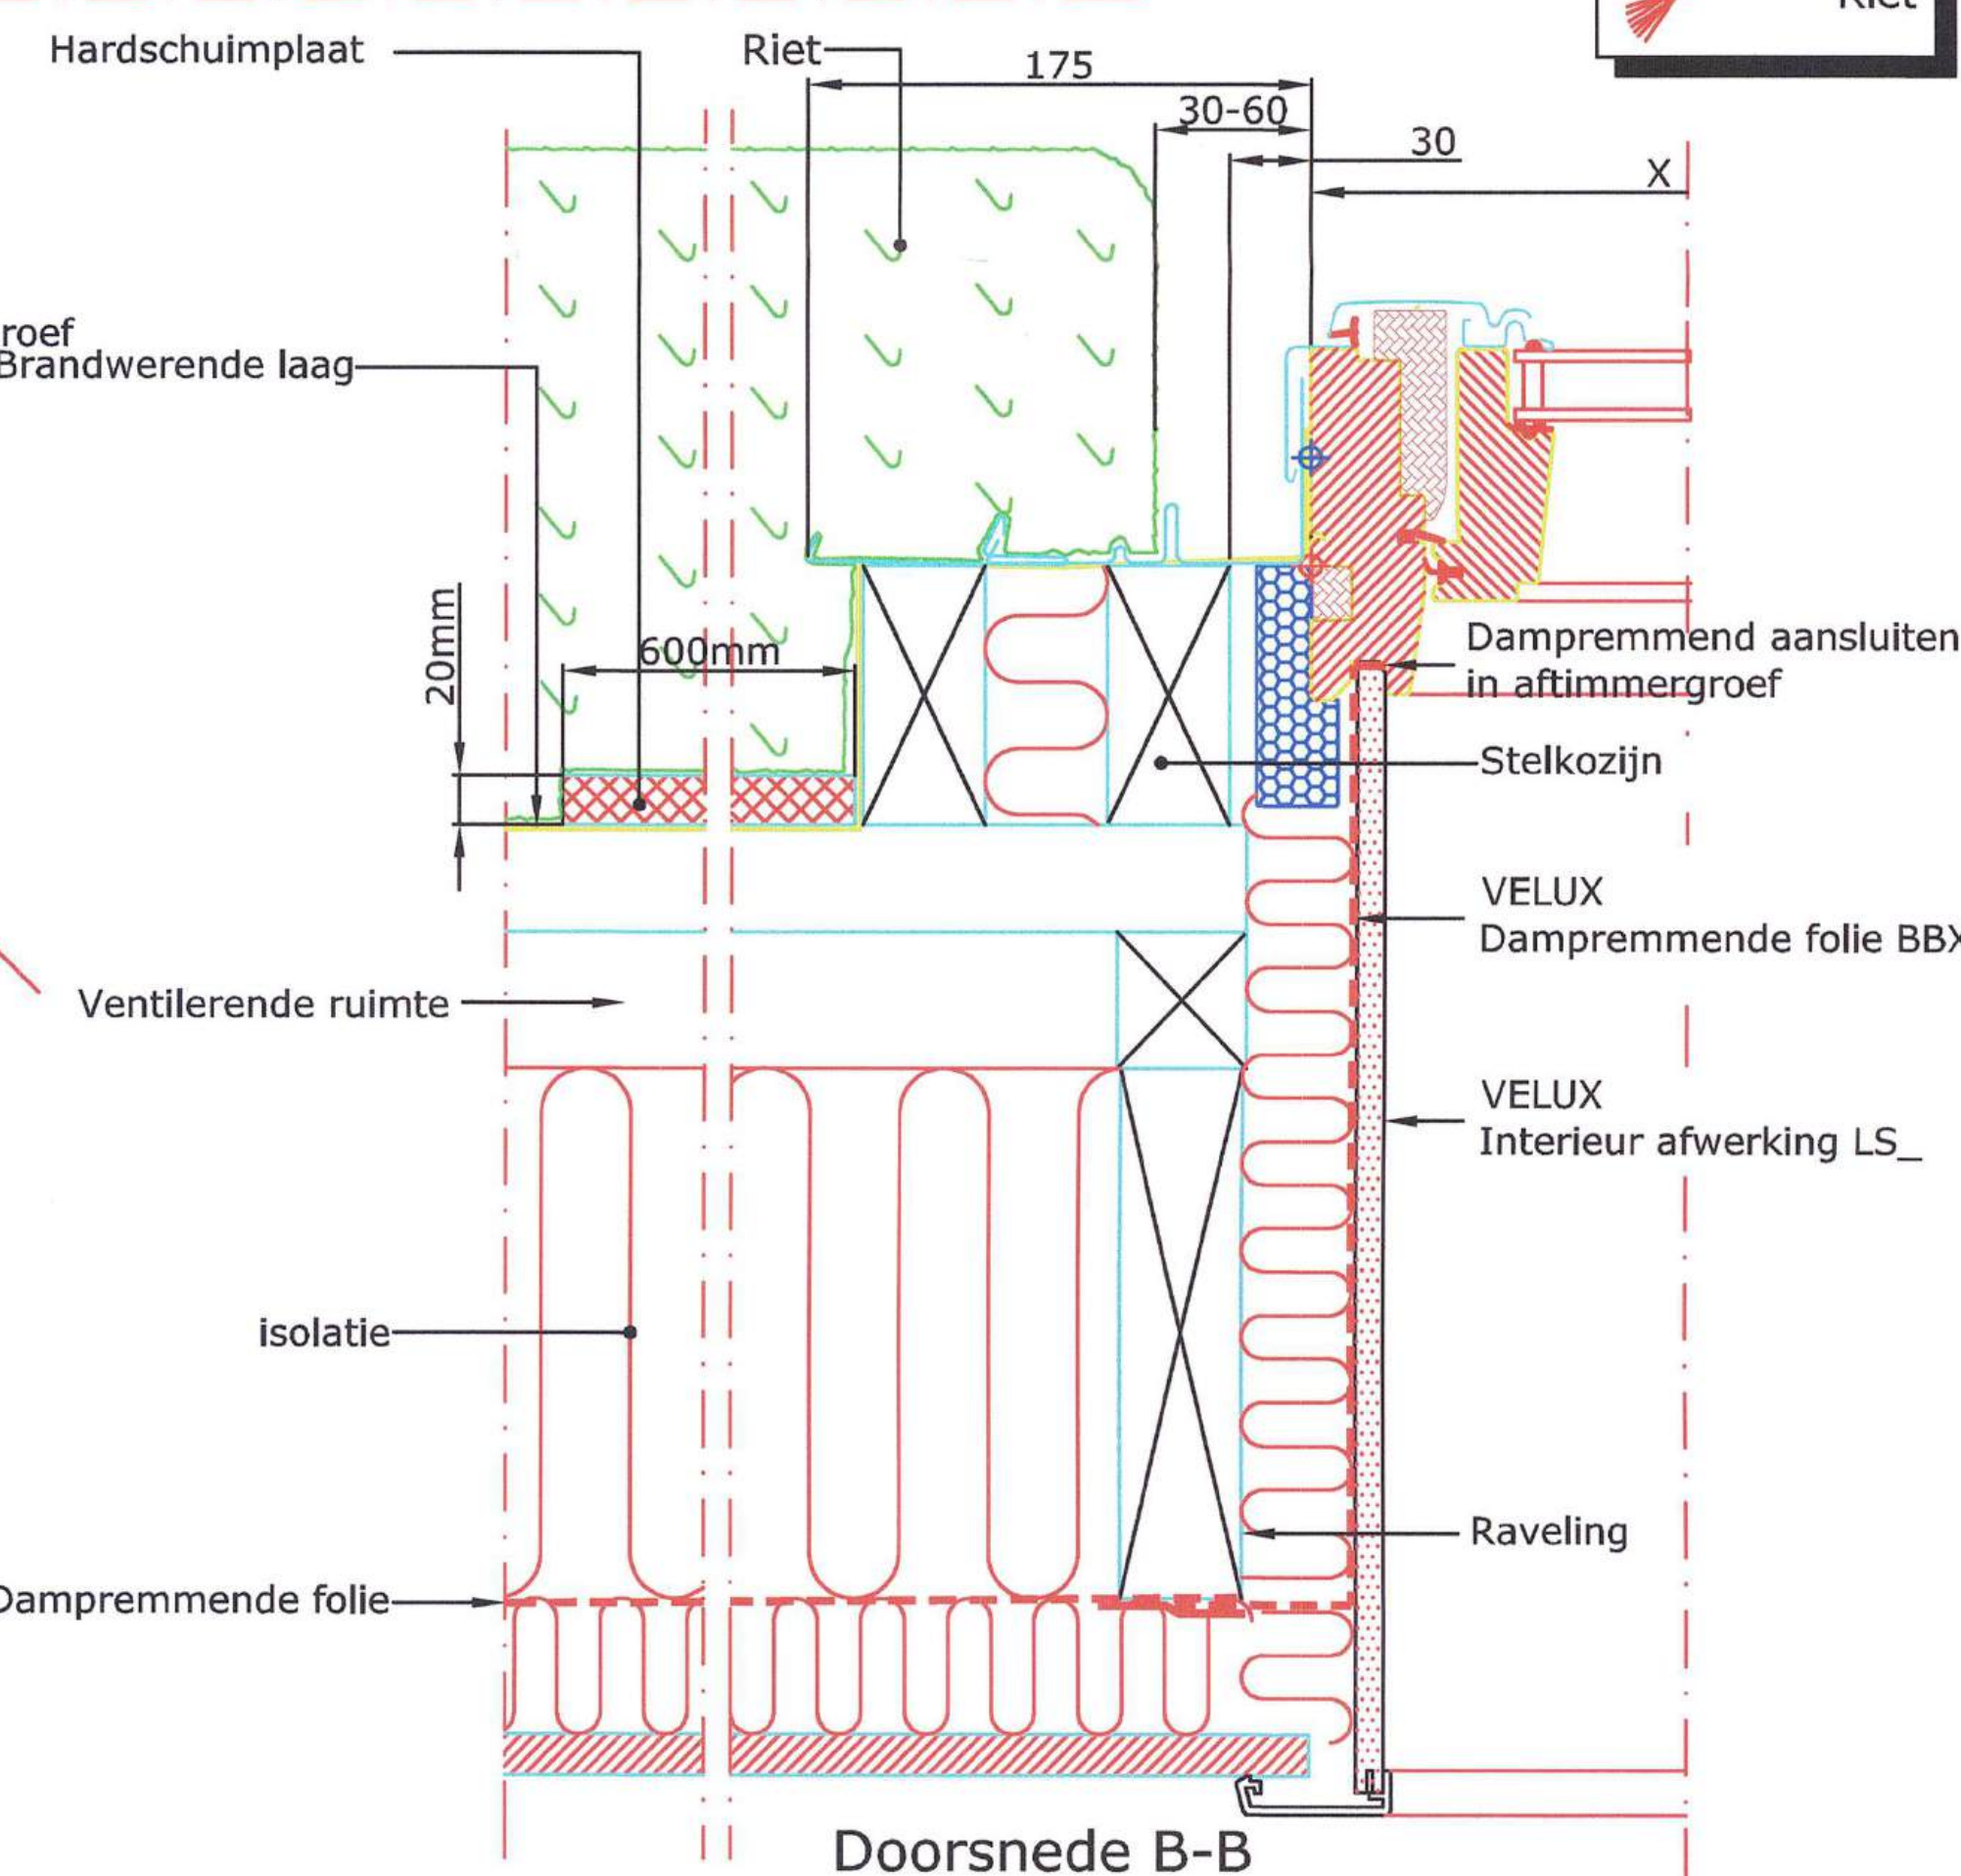 Riet
Hardschuimplaat
Riet
175
30-60
30
X
roef
Brandwerende laag
20mm
600mm
Dampremmend aansluiten
in aftimmergroef
Stelkozijn
VELUX
Dampremmende folie BBX
Ventilerende ruimte
VELUX
Interieur afwerking LS_
isolatie
Raveling
Dampremmende folie
Doorsnede B-B